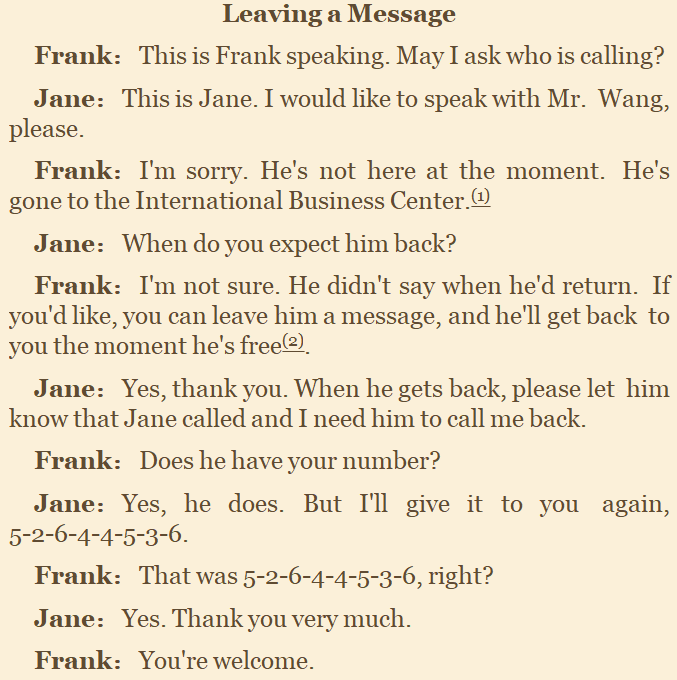 Leaving a Message
Frank： This is Frank speaking. May I ask who is calling?
Jane： This is Jane. I would like to speak with Mr. Wang,
please.
Frank： I'm sorry. He's not here at the moment. He's
gone to the International Business Center.(1)
Jane： When do you expect him back?
Frank： I'm not sure. He didn't say when he'd return. If
you'd like, you can leave him a message, and he'll get back to
you the moment he's free(2).
Jane： Yes, thank you. When he gets back, please let him
know that Jane called and I need him to call me back.
Frank： Does he have your number?
Jane： Yes, he does. But I'll give it to you again,
5-2-6-4-4-5-3-6.
Frank： That was 5-2-6-4-4-5-3-6, right?
Jane： Yes. Thank you very much.
Frank： You're welcome.